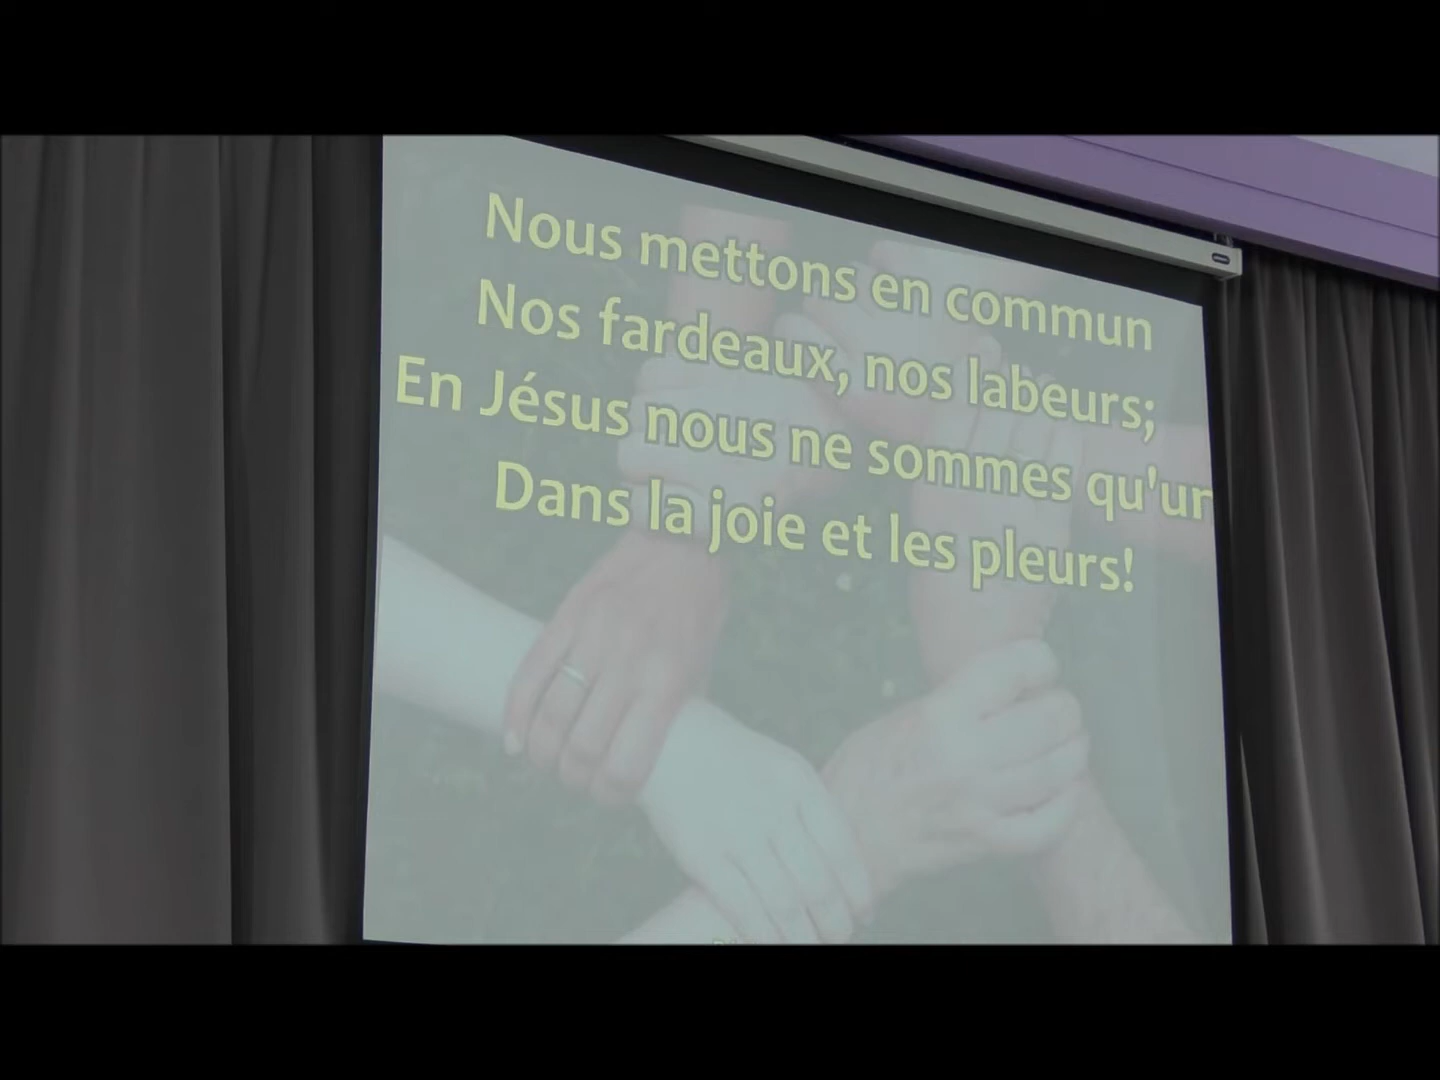 Nous mettons en commun
Nos fardeaux, nos labeurs;
En Jésus nous ne sommes qu'un
Dans la joie et les pleurs!